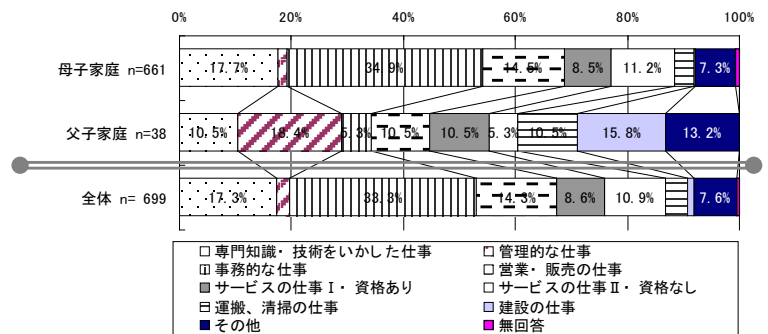 0% 20% 40% 60% 80% 100%
母子家庭 n=661 17.7% 34.9% 14.5% 8.5% 11.2% 7.3%
父子家庭 n=38 10.5% 18.4% 5.3% 10.5% 10.5% 5.3% 10.5% 15.8% 13.2%
全体 n= 699 17.3% 33.3% 14.3% 8.6% 10.9% 7.6%
専門知識・技術をいかした仕事 管理的な仕事
事務的な仕事 営業・販売の仕事
サービスの仕事Ⅰ・資格あり サービスの仕事Ⅱ・資格なし
運搬、清掃の仕事 建設の仕事
その他 無回答